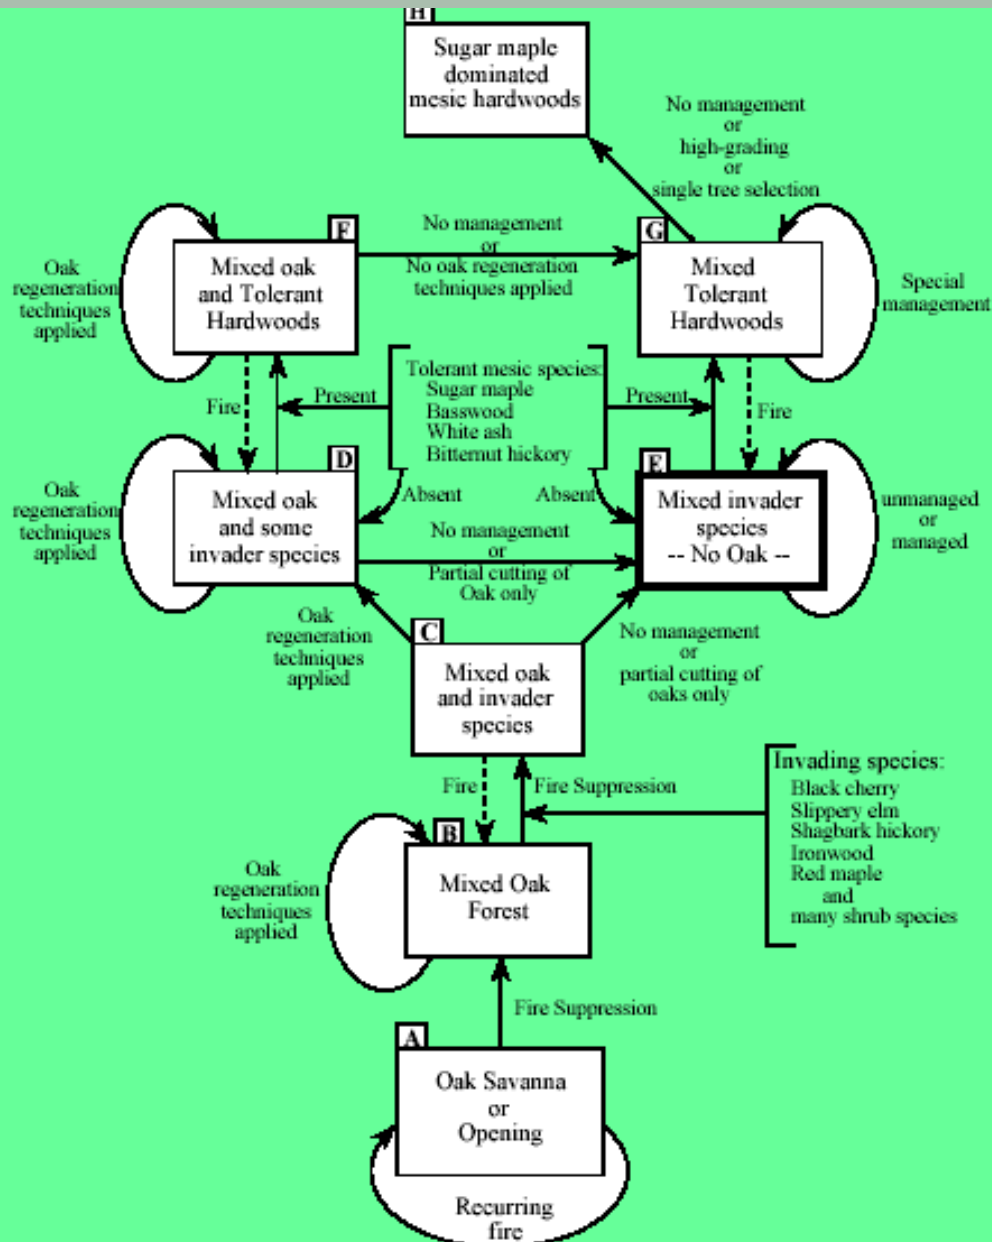 H
Sugar maple
dominated
mesic hardwoods
No management
or
high-grading
or
single tree selection
F
No management
or
No oak regeneration
techniques applied
G
Oak
regeneration
techniques
applied
Mixed oak
and Tolerant
Hardwoods
Mixed
Tolerant
Hardwoods
Special
management
Fire
Present
Tolerant mesic species:
Sugar maple
Basswood
White ash
Bitternut hickory
Present
Fire
D
Absent
Absent
E
Oak
regeneration
techniques
applied
Mixed oak
and some
invader species
No management
or
Partial cutting of
Oak only
Mixed invader
species
-- No Oak --
unmanaged
or
managed
Oak
regeneration
techniques
applied
C
Mixed oak
and invader
species
No management
or
partial cutting of
oaks only
Fire
Fire Suppression
Invading species:
Black cherry
Slippery elm
Shagbark hickory
Ironwood
Red maple
and
many shrub species
B
Oak
regeneration
techniques
applied
Mixed Oak
Forest
Fire Suppression
A
Oak Savanna
or
Opening
Recurring
fire